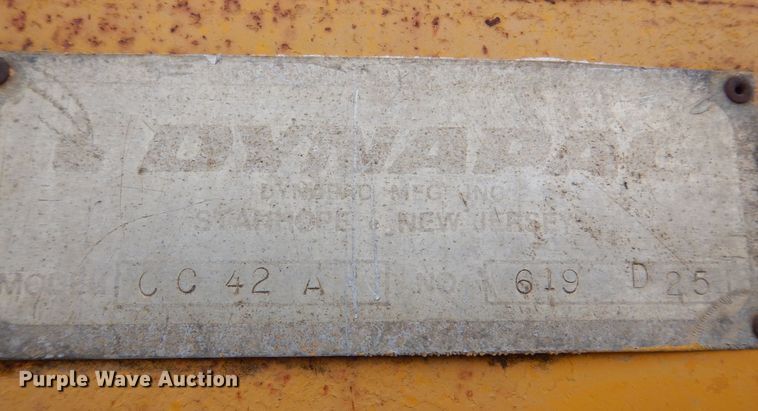 DYNAPAC
DYNAPAC MFG. INC.
STANHOPE, NEW JERSEY
MODEL CC 42 A NO. 619 D 25
Purple Wave Auction